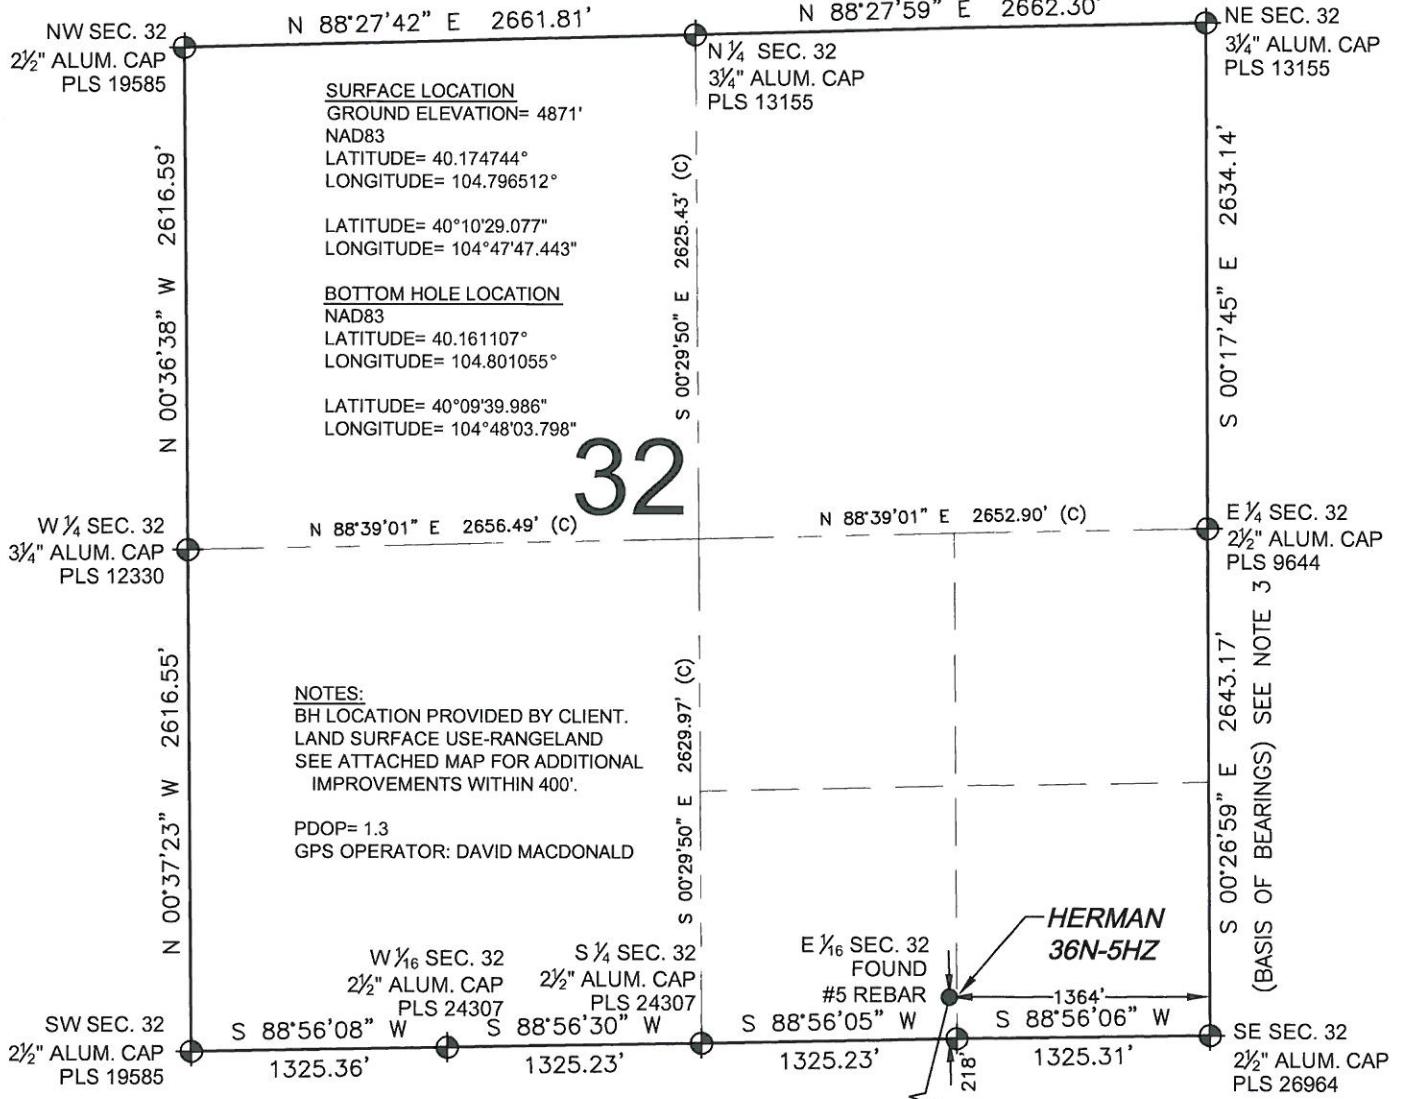 N 88°27'42" E 2661.81'
N 88°27'59" E 2662.30'
NW SEC. 32
2½" ALUM. CAP
PLS 19585
N ¼ SEC. 32
3¼" ALUM. CAP
PLS 13155
NE SEC. 32
3¼" ALUM. CAP
PLS 13155
SURFACE LOCATION
GROUND ELEVATION= 4871'
NAD83
LATITUDE= 40.174744°
LONGITUDE= 104.796512°
LATITUDE= 40°10'29.077"
LONGITUDE= 104°47'47.443"
BOTTOM HOLE LOCATION
NAD83
LATITUDE= 40.161107°
LONGITUDE= 104.801055°
LATITUDE= 40°09'39.986"
LONGITUDE= 104°48'03.798"
N 00°36'38" W 2616.59'
S 00°29'50" E 2625.43' (C)
S 00°17'45" E 2634.14'
32
W ¼ SEC. 32
3¼" ALUM. CAP
PLS 12330
N 88°39'01" E 2656.49' (C)
N 88°39'01" E 2652.90' (C)
E ¼ SEC. 32
2½" ALUM. CAP
PLS 9644
N 00°37'23" W 2616.55'
NOTES:
BH LOCATION PROVIDED BY CLIENT.
LAND SURFACE USE-RANGELAND
SEE ATTACHED MAP FOR ADDITIONAL
IMPROVEMENTS WITHIN 400'.
PDOP= 1.3
GPS OPERATOR: DAVID MACDONALD
S 00°29'50" E 2629.97' (C)
S 00°26'59" E 2643.17'
(BASIS OF BEARINGS) SEE NOTE 3
HERMAN
36N-5HZ
W 1⁄16 SEC. 32
2½" ALUM. CAP
PLS 24307
S ¼ SEC. 32
2½" ALUM. CAP
PLS 24307
E 1⁄16 SEC. 32
FOUND
#5 REBAR
1364'
218'
SW SEC. 32
2½" ALUM. CAP
PLS 19585
S 88°56'08" W
1325.36'
S 88°56'30" W
1325.23'
S 88°56'05" W
1325.23'
S 88°56'06" W
1325.31'
SE SEC. 32
2½" ALUM. CAP
PLS 26964